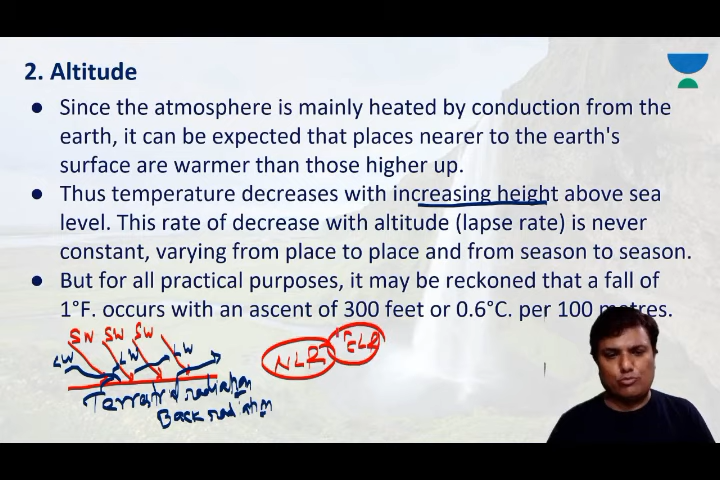 2. Altitude
● Since the atmosphere is mainly heated by conduction from the
earth, it can be expected that places nearer to the earth's
surface are warmer than those higher up.
● Thus temperature decreases with increasing height above sea
level. This rate of decrease with altitude (lapse rate) is never
constant, varying from place to place and from season to season.
● But for all practical purposes, it may be reckoned that a fall of
1°F. occurs with an ascent of 300 feet or 0.6°C. per 100 metres.
SW SW SW
LW LW LW
NLR ELR
Terrestrial radiation
Back radiation